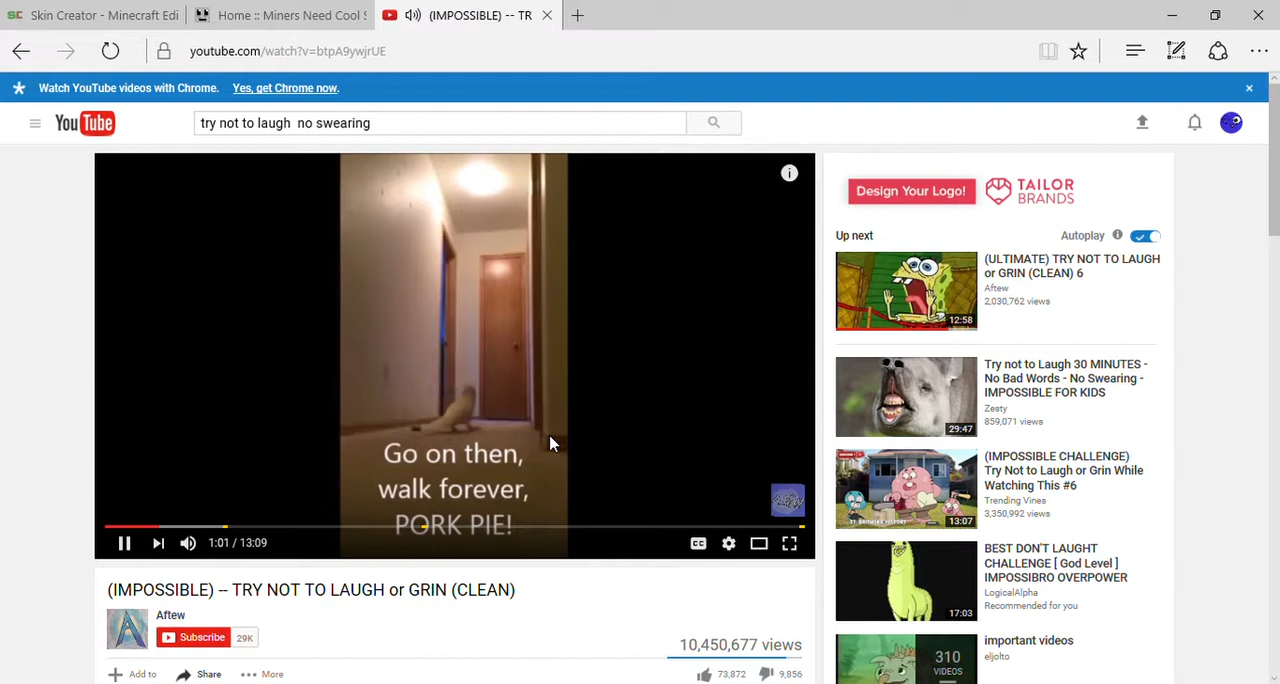 Skin Creator - Minecraft Edi
Home :: Miners Need Cool S
(IMPOSSIBLE) -- TR
youtube.com/watch?v=btpA9ywjrUE
Watch YouTube videos with Chrome. Yes, get Chrome now.
YouTube
try not to laugh  no swearing
Go on then,
walk forever,
PORK PIE!
1:01 / 13:09
CC
(IMPOSSIBLE) -- TRY NOT TO LAUGH or GRIN (CLEAN)
Aftew
Subscribe 29K
10,450,677 views
Add to Share More
73,872 9,856
Design Your Logo! TAILOR BRANDS
Up next Autoplay
(ULTIMATE) TRY NOT TO LAUGH
or GRIN (CLEAN) 6
Aftew
2,030,762 views
12:58
Try not to Laugh 30 MINUTES -
No Bad Words - No Swearing -
IMPOSSIBLE FOR KIDS
Zesty
859,071 views
29:47
(IMPOSSIBLE CHALLENGE)
Try Not to Laugh or Grin While
Watching This #6
Trending Vines
3,350,992 views
13:07
BEST DON'T LAUGHT
CHALLENGE [ God Level ]
IMPOSSIBRO OVERPOWER
LogicalAlpha
Recommended for you
17:03
important videos
eljolto
310
VIDEOS